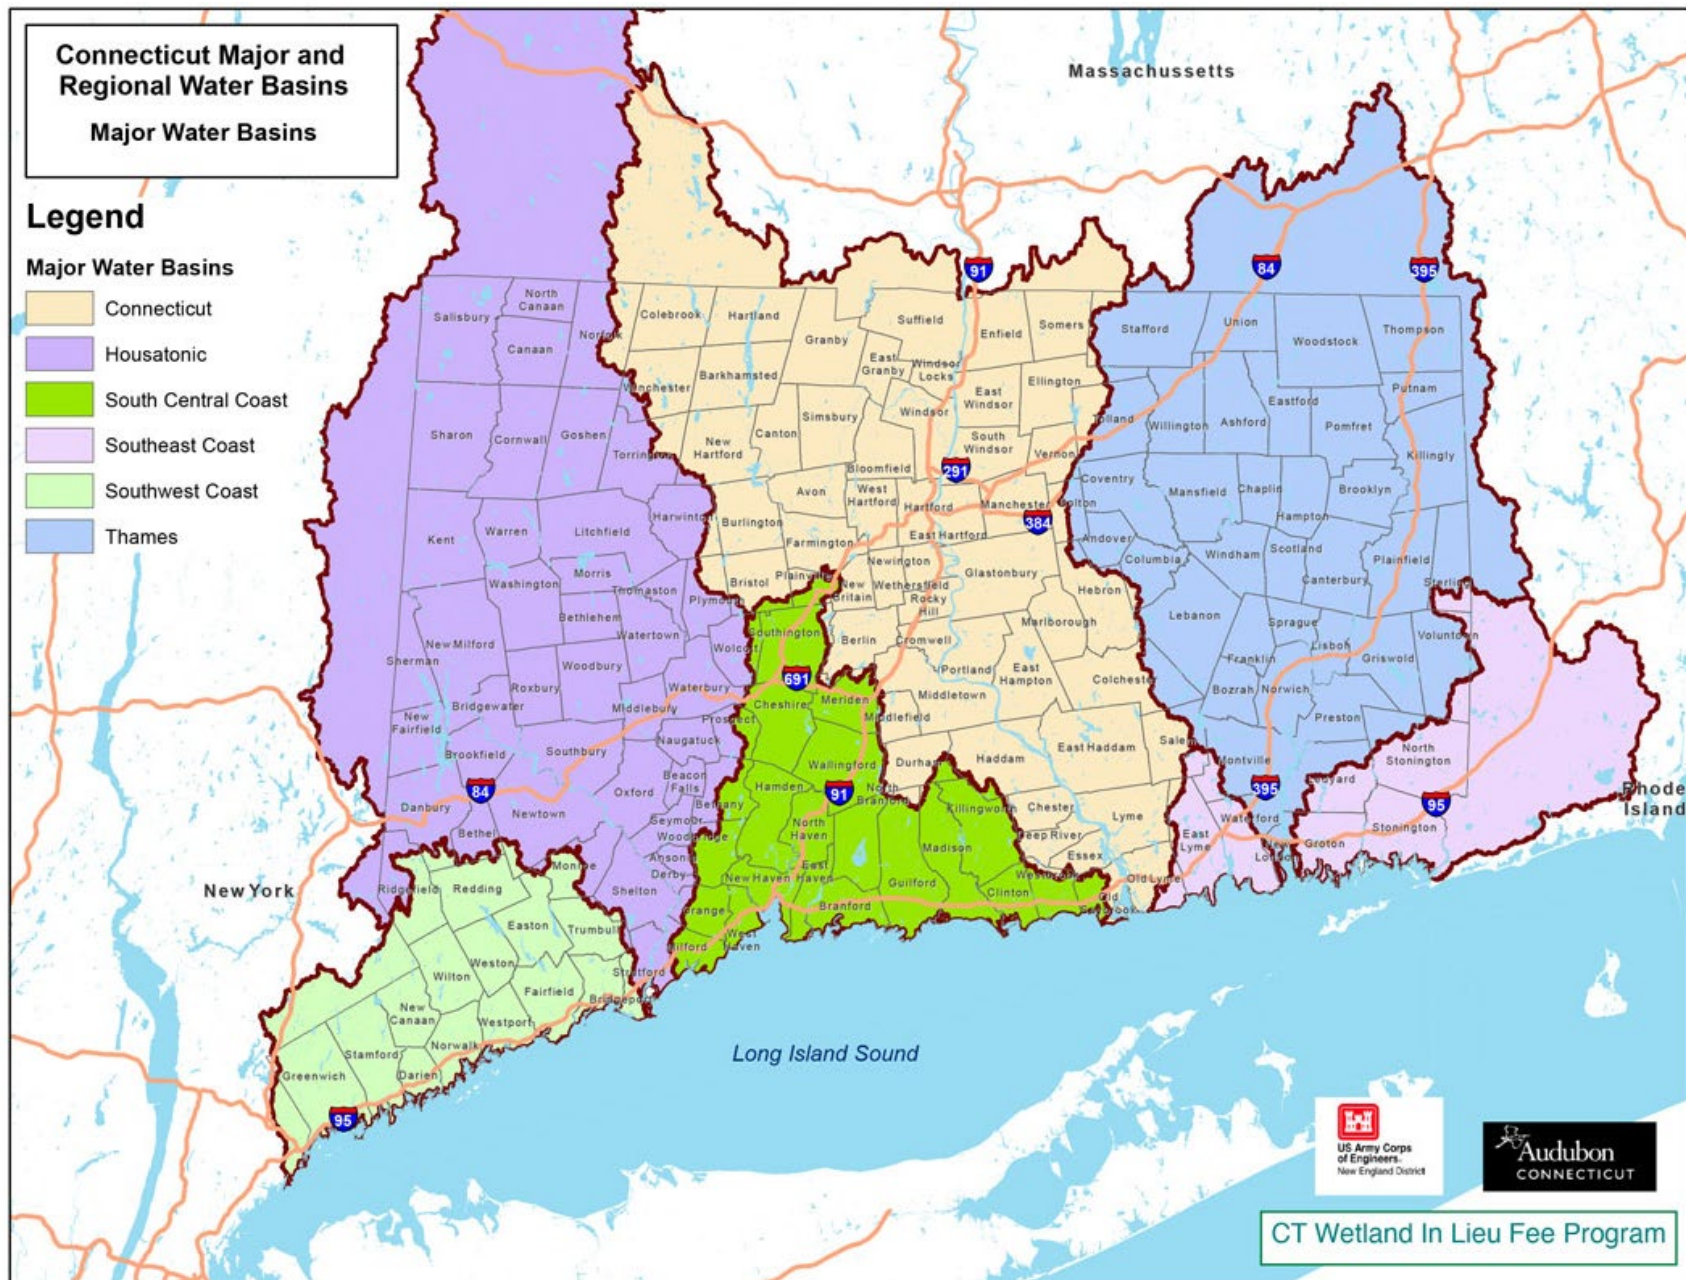 Connecticut Major and
Regional Water Basins
Major Water Basins
Legend
Major Water Basins
Connecticut
Housatonic
South Central Coast
Southeast Coast
Southwest Coast
Thames
Massachussetts
New York
Rhode
Island
Long Island Sound
91
84
395
291
384
691
84
91
395
95
95
North
Canaan
Salisbury
Canaan
Norfolk
Colebrook
Hartland
Granby
Suffield
Enfield
Somers
Stafford
Union
Woodstock
Thompson
East
Granby
Windsor
Locks
Winchester
Barkhamsted
East
Windsor
Ellington
Putnam
Eastford
Sharon
Cornwall
Goshen
Torrington
New
Hartford
Canton
Simsbury
Windsor
South
Windsor
Vernon
Tolland
Willington
Ashford
Pomfret
Killingly
Bloomfield
Avon
West
Hartford
Hartford
Manchester
Bolton
Coventry
Mansfield
Chaplin
Brooklyn
Hampton
Kent
Warren
Litchfield
Harwinton
Burlington
Farmington
East Hartford
Andover
Columbia
Windham
Scotland
Plainfield
Canterbury
Sterling
Newington
Glastonbury
Hebron
Washington
Morris
Thomaston
Plymouth
Bristol
Plainville
New
Britain
Wethersfield
Rocky
Hill
Bethlehem
Watertown
Wolcott
Southington
Berlin
Cromwell
Marlborough
Lebanon
Sprague
Lisbon
Voluntown
New Milford
Sherman
Woodbury
Roxbury
Bridgewater
Waterbury
Middlebury
Prospect
Cheshire
Meriden
Middletown
Middlefield
Portland
East
Hampton
Colchester
Franklin
Griswold
Bozrah
Norwich
Preston
New
Fairfield
Brookfield
Southbury
Naugatuck
Beacon
Falls
Oxford
Bethany
Wallingford
Durham
Haddam
East Haddam
Salem
Montville
Ledyard
North
Stonington
Danbury
Bethel
Newtown
Seymour
Woodbridge
Hamden
North
Haven
North
Branford
Killingworth
Chester
Lyme
Deep River
Essex
East
Lyme
Waterford
New
London
Groton
Stonington
Ridgefield
Redding
Monroe
Ansonia
Derby
Shelton
New Haven
East
Haven
Madison
Guilford
Clinton
Westbrook
Old Lyme
Old
Saybrook
Branford
Orange
West
Haven
Milford
Easton
Trumbull
Stratford
Bridgeport
Weston
Wilton
Fairfield
New
Canaan
Westport
Norwalk
Stamford
Darien
Greenwich
US Army Corps
of Engineers.
New England District
Audubon
CONNECTICUT
CT Wetland In Lieu Fee Program